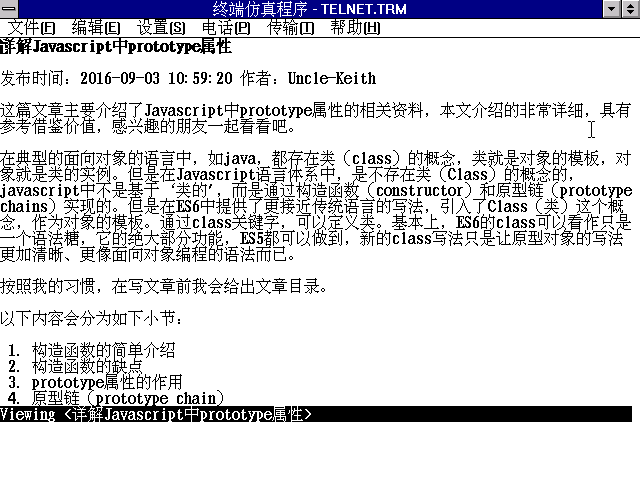 终端仿真程序 - TELNET.TRM
文件(F) 编辑(E) 设置(S) 电话(P) 传输(T) 帮助(H)
详解Javascript中prototype属性
发布时间：2016-09-03 10:59:20 作者：Uncle-Keith
这篇文章主要介绍了Javascript中prototype属性的相关资料，本文介绍的非常详细，具有
参考借鉴价值，感兴趣的朋友一起看看吧。
在典型的面向对象的语言中，如java，都存在类（class）的概念，类就是对象的模板，对
象就是类的实例。但是在Javascript语言体系中，是不存在类（Class）的概念的，
javascript中不是基于‘类的’，而是通过构造函数（constructor）和原型链（prototype
chains）实现的。但是在ES6中提供了更接近传统语言的写法，引入了Class（类）这个概
念，作为对象的模板。通过class关键字，可以定义类。基本上，ES6的class可以看作只是
一个语法糖，它的绝大部分功能，ES5都可以做到，新的class写法只是让原型对象的写法
更加清晰、更像面向对象编程的语法而已。
按照我的习惯，在写文章前我会给出文章目录。
以下内容会分为如下小节：
1. 构造函数的简单介绍
2. 构造函数的缺点
3. prototype属性的作用
4. 原型链（prototype chain）
Viewing <详解Javascript中prototype属性>